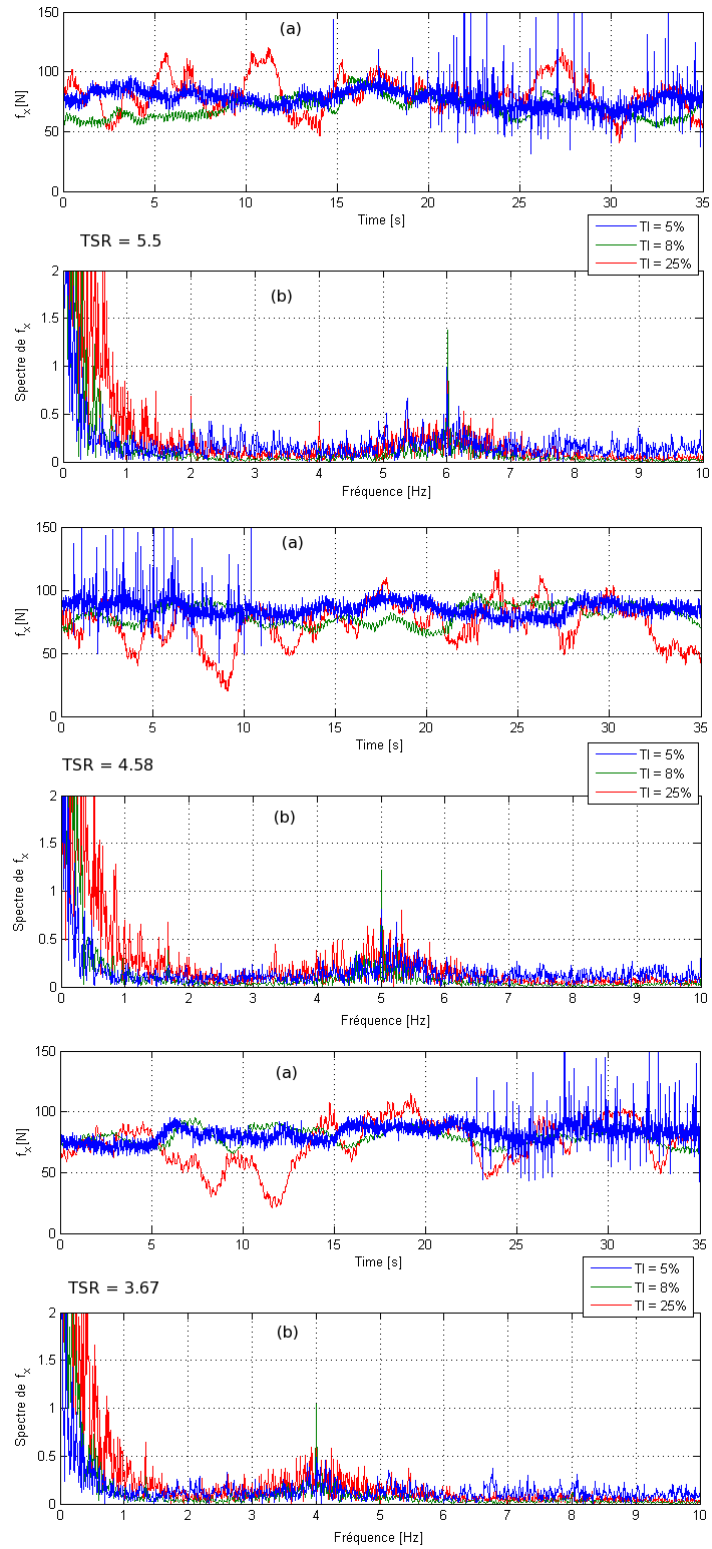 (a)
150
100
50
0
f_x[N]
0 5 10 15 20 25 30 35
Time [s]
TSR = 5.5
TI = 5%
TI = 8%
TI = 25%
(b)
2
1.5
1
0.5
0
Spectre de f_x
0 1 2 3 4 5 6 7 8 9 10
Fréquence [Hz]
(a)
150
100
50
0
f_x[N]
0 5 10 15 20 25 30 35
Time [s]
TSR = 4.58
TI = 5%
TI = 8%
TI = 25%
(b)
2
1.5
1
0.5
0
Spectre de f_x
0 1 2 3 4 5 6 7 8 9 10
Fréquence [Hz]
(a)
150
100
50
0
f_x[N]
0 5 10 15 20 25 30 35
Time [s]
TSR = 3.67
TI = 5%
TI = 8%
TI = 25%
(b)
2
1.5
1
0.5
0
Spectre de f_x
0 1 2 3 4 5 6 7 8 9 10
Fréquence [Hz]